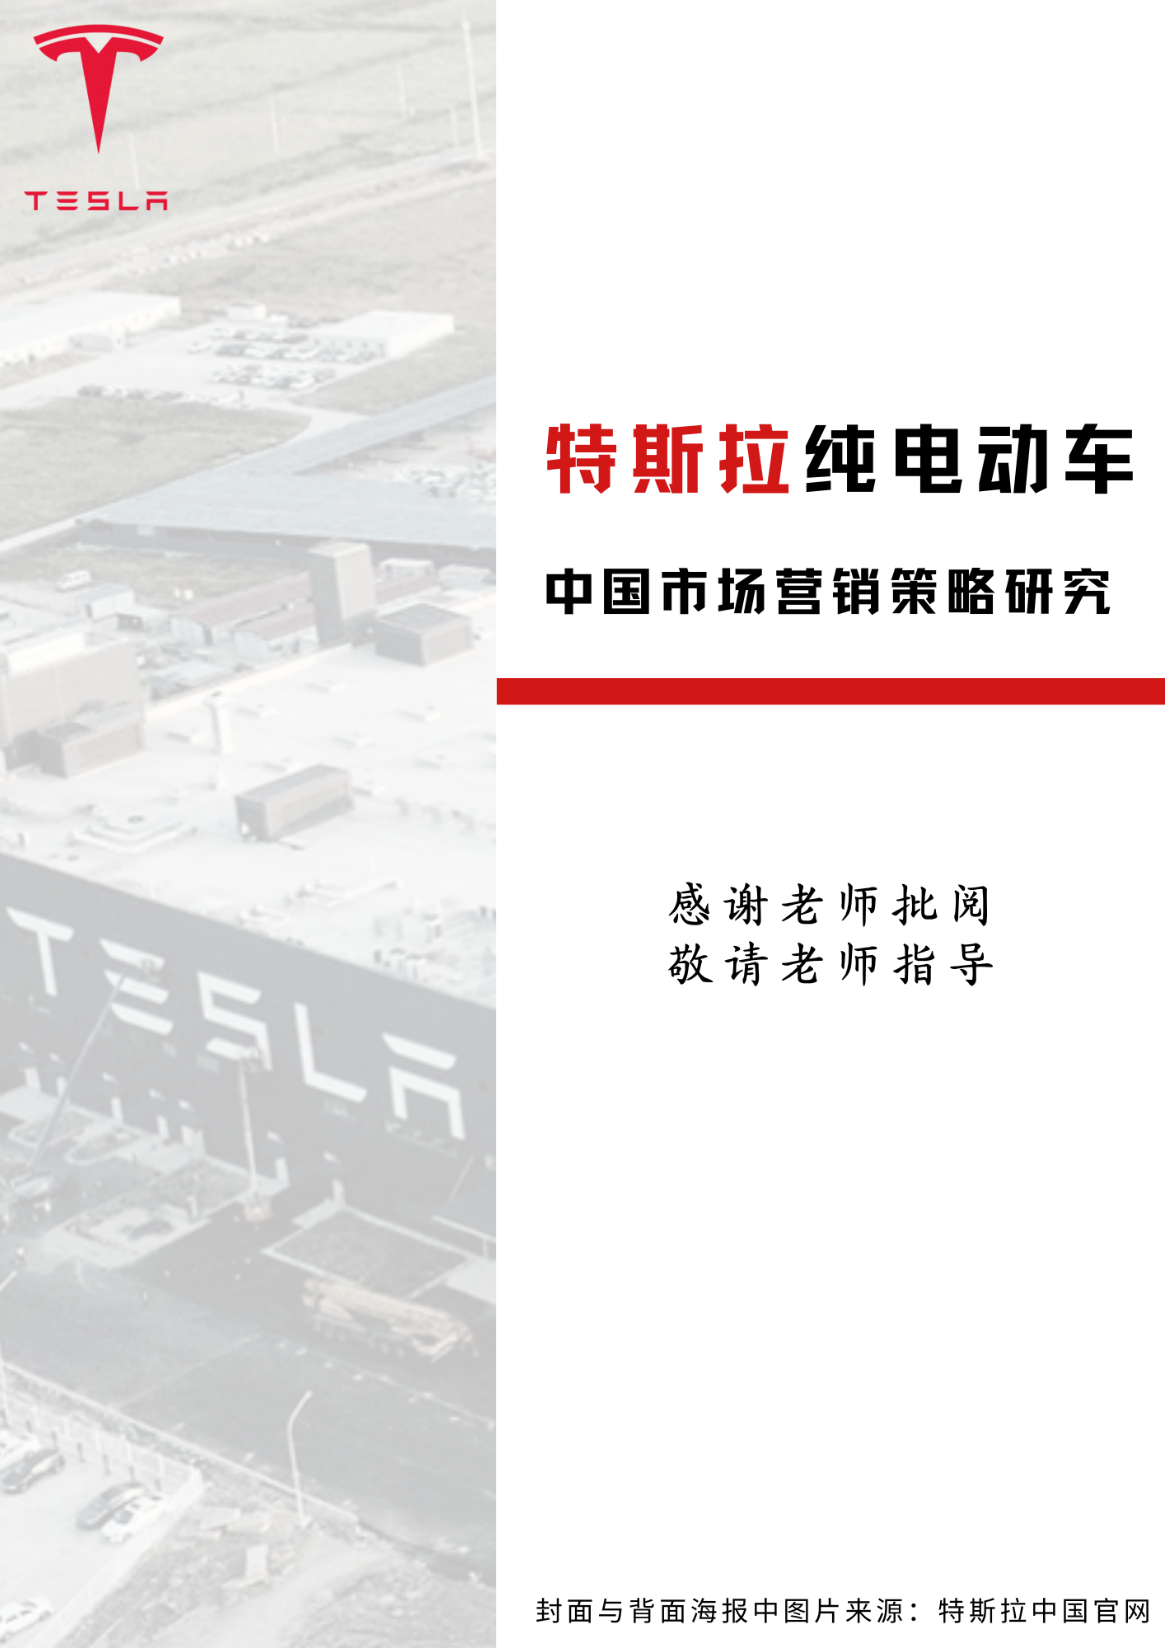 TESLA
特斯拉纯电动车
中国市场营销策略研究
感谢老师批阅
敬请老师指导
TESLA
封面与背面海报中图片来源：特斯拉中国官网